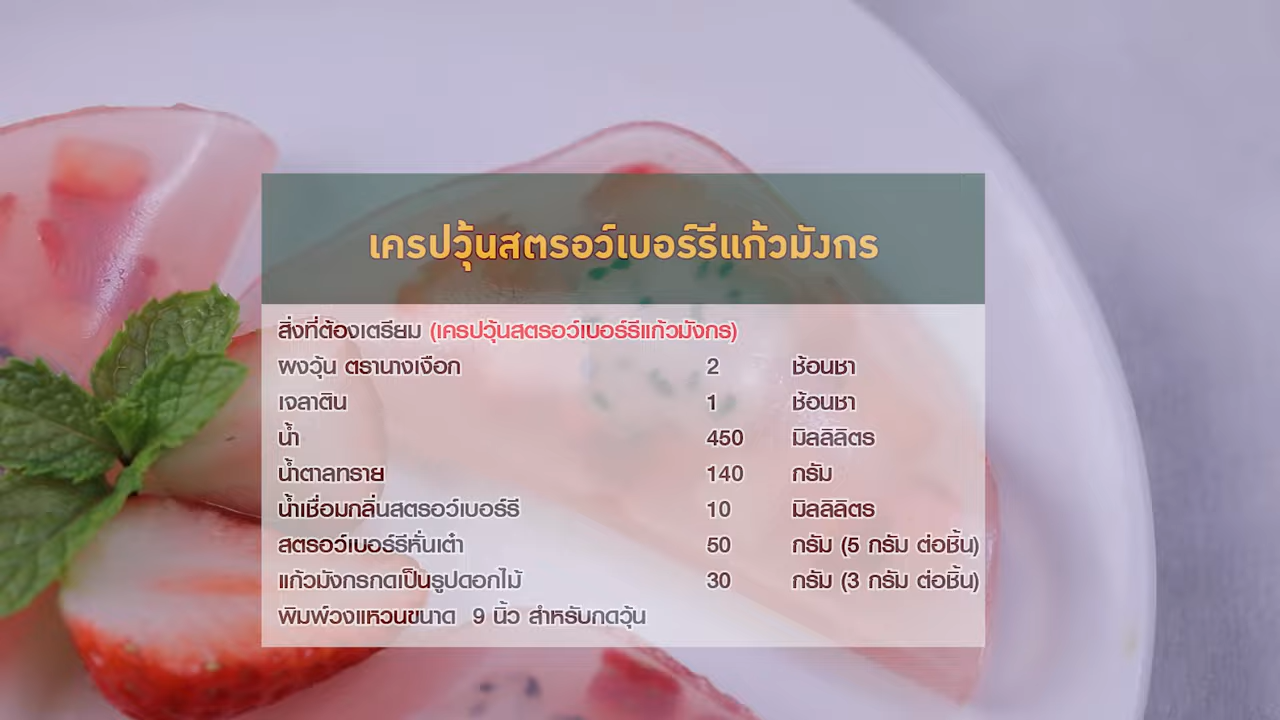 เครปวุ้นสตรอว์เบอร์รีแก้วมังกร
สิ่งที่ต้องเตรียม (เครปวุ้นสตรอว์เบอร์รีแก้วมังกร)
ผงวุ้น ตรานางเงือก 2 ช้อนชา
เจลาติน 1 ช้อนชา
น้ำ 450 มิลลิลิตร
น้ำตาลทราย 140 กรัม
น้ำเชื่อมกลิ่นสตรอว์เบอร์รี 10 มิลลิลิตร
สตรอว์เบอร์รีหั่นเต๋า 50 กรัม (5 กรัม ต่อชิ้น)
แก้วมังกรกดเป็นรูปดอกไม้ 30 กรัม (3 กรัม ต่อชิ้น)
พิมพ์วงแหวนขนาด 9 นิ้ว สำหรับกดวุ้น